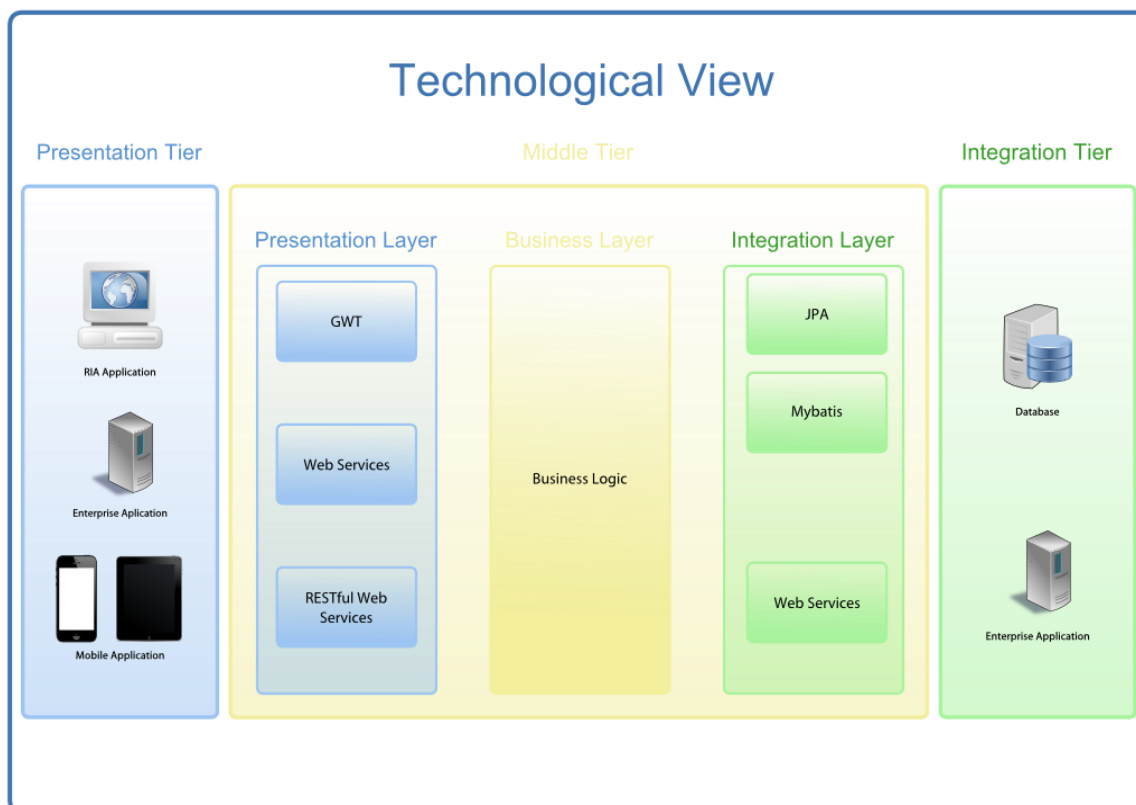 Technological View
Presentation Tier
Middle Tier
Integration Tier
Presentation Layer
Business Layer
Integration Layer
RIA Application
Enterprise Aplication
Mobile Application
GWT
Web Services
RESTful Web
Services
Business Logic
JPA
Mybatis
Web Services
Database
Enterprise Application